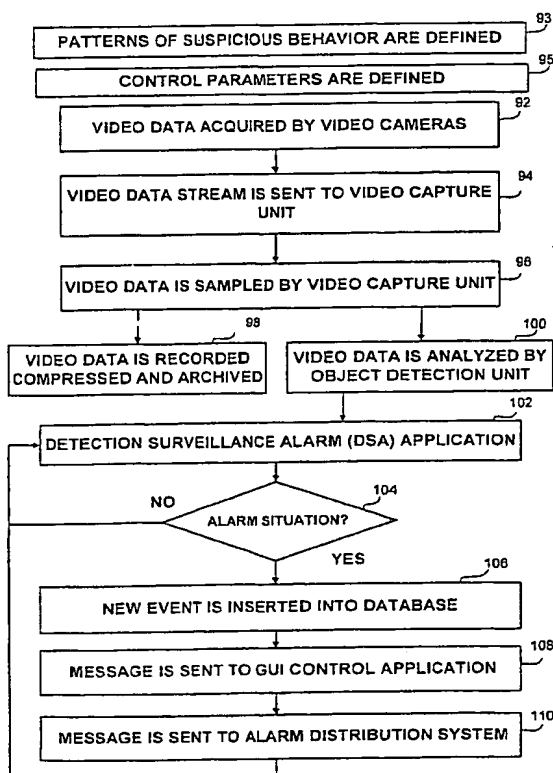 93
PATTERNS OF SUSPICIOUS BEHAVIOR ARE DEFINED
95
CONTROL PARAMETERS ARE DEFINED
92
VIDEO DATA ACQUIRED BY VIDEO CAMERAS
94
VIDEO DATA STREAM IS SENT TO VIDEO CAPTURE
UNIT
96
VIDEO DATA IS SAMPLED BY VIDEO CAPTURE UNIT
98
VIDEO DATA IS RECORDED
COMPRESSED AND ARCHIVED
100
VIDEO DATA IS ANALYZED BY
OBJECT DETECTION UNIT
102
DETECTION SURVEILLANCE ALARM (DSA) APPLICATION
104
NO
ALARM SITUATION?
YES
106
NEW EVENT IS INSERTED INTO DATABASE
108
MESSAGE IS SENT TO GUI CONTROL APPLICATION
110
MESSAGE IS SENT TO ALARM DISTRIBUTION SYSTEM